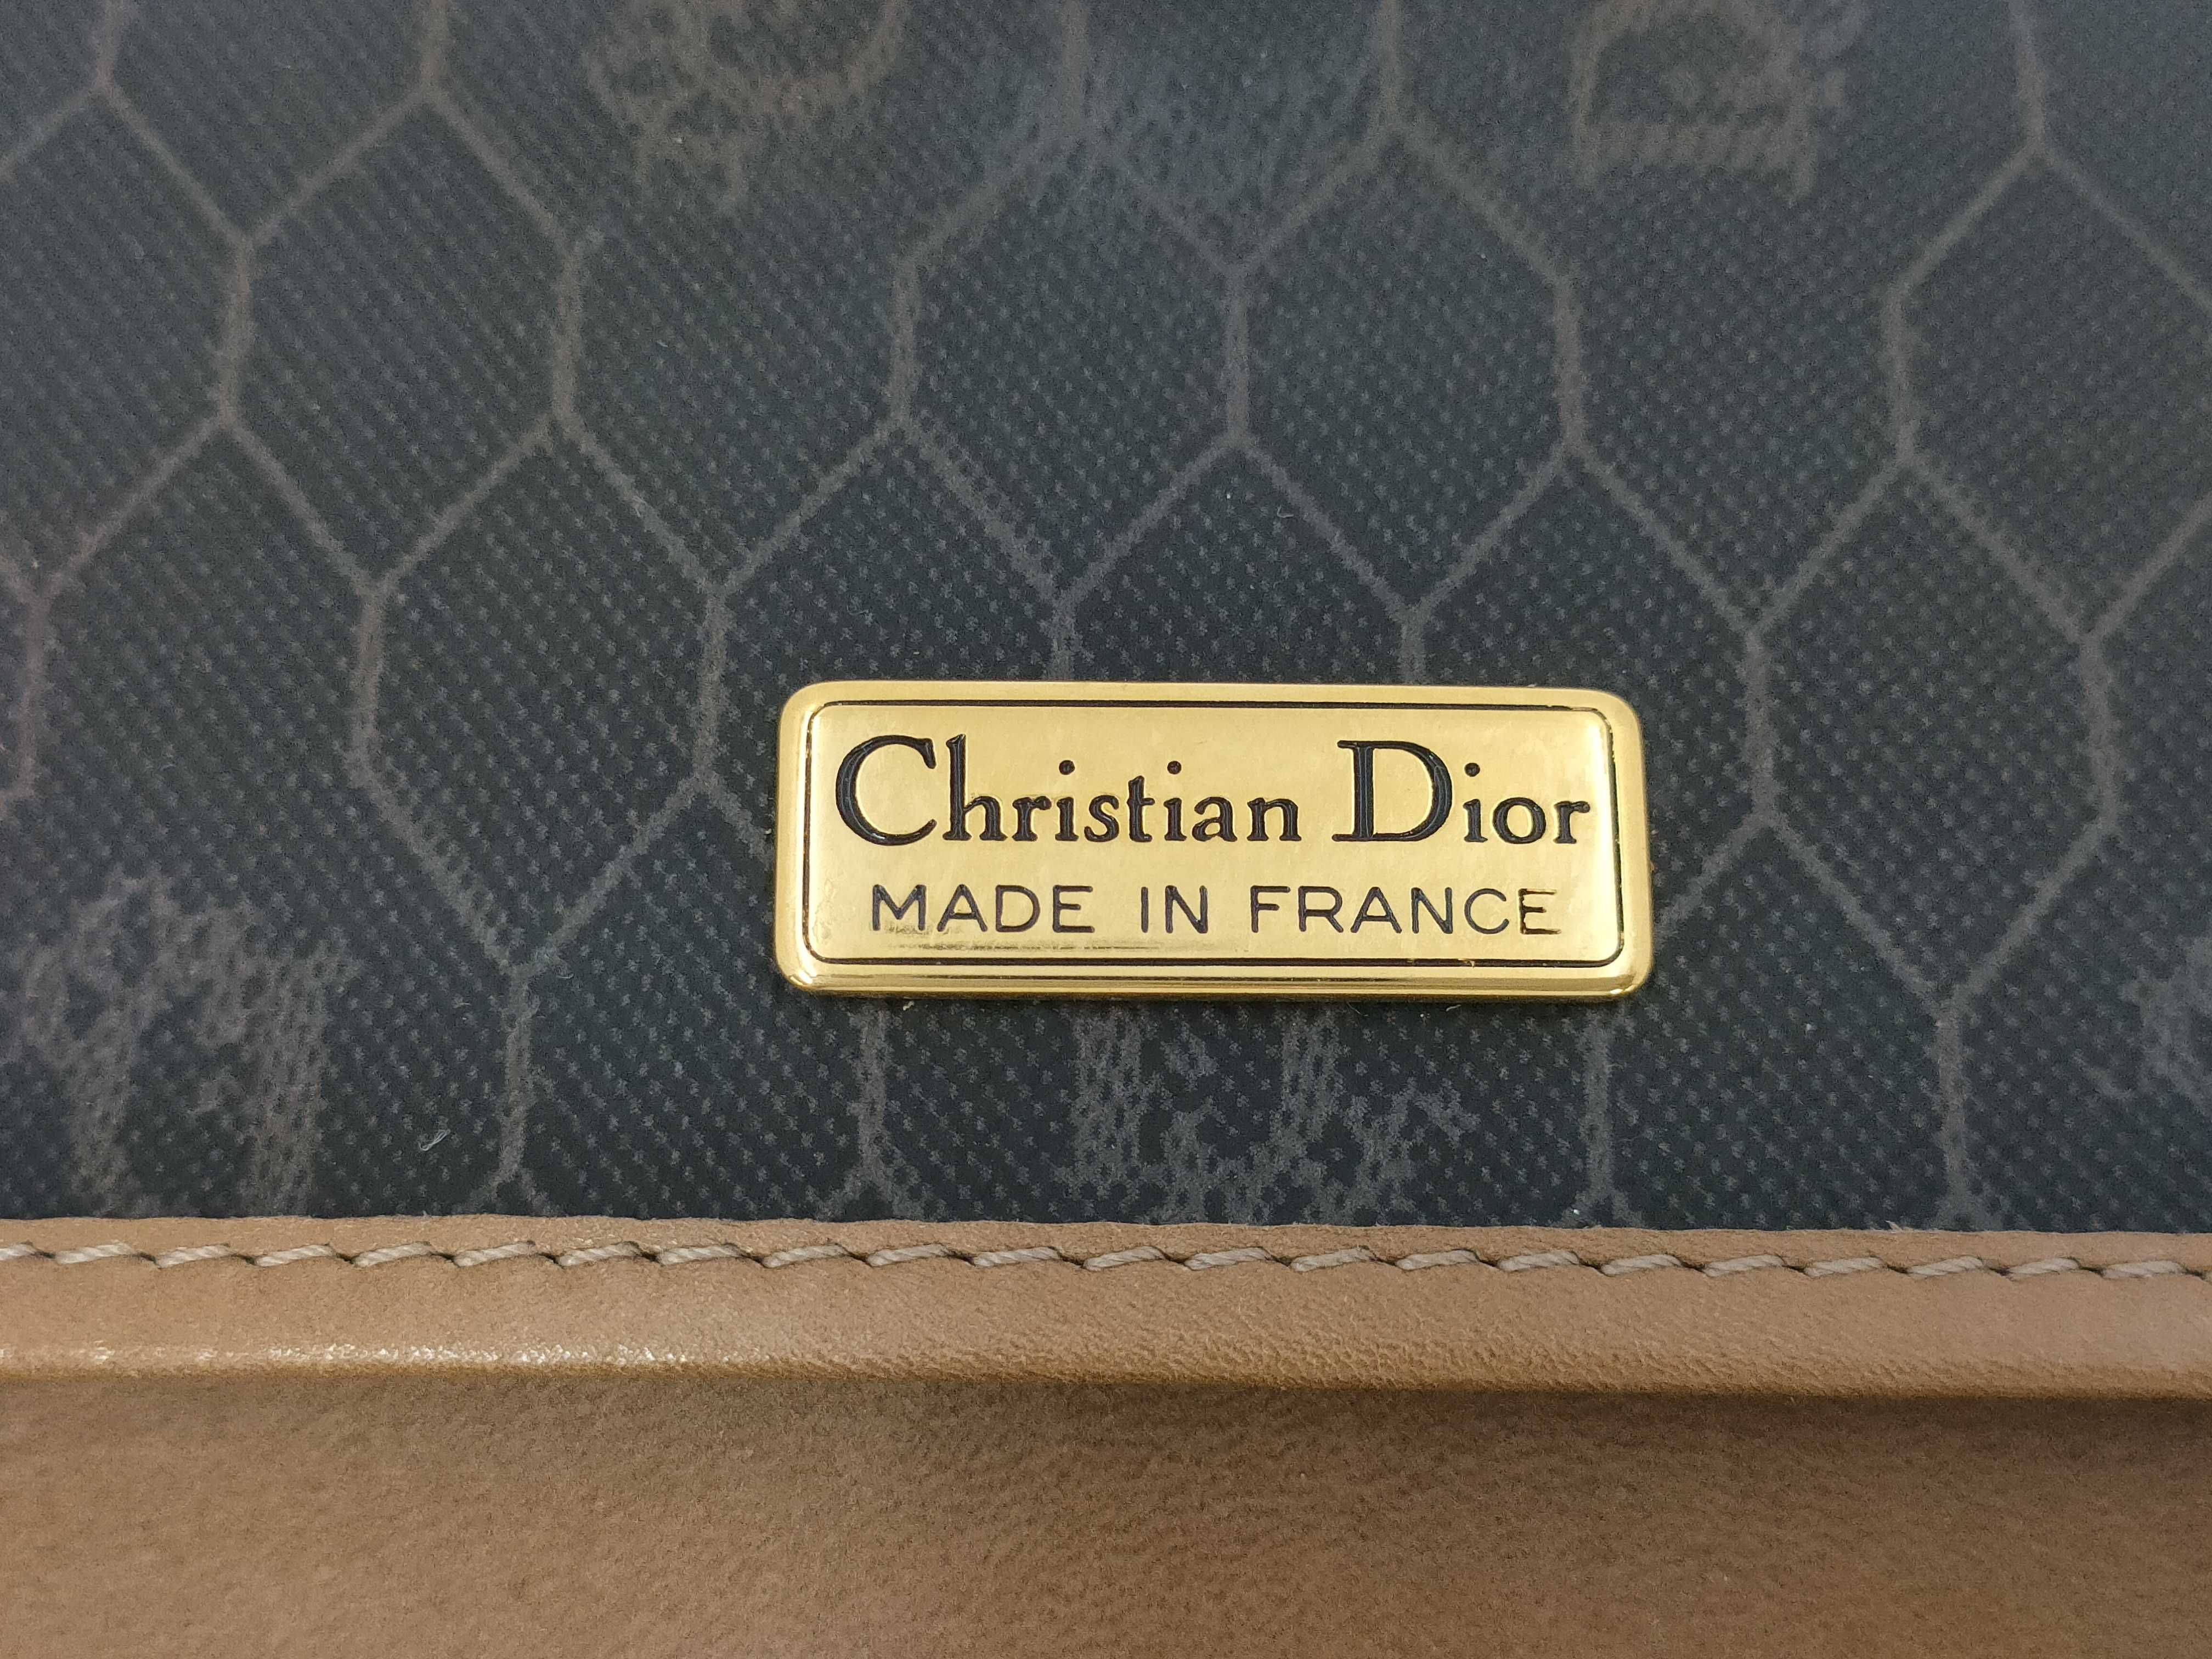 Christian Dior
MADE IN FRANCE